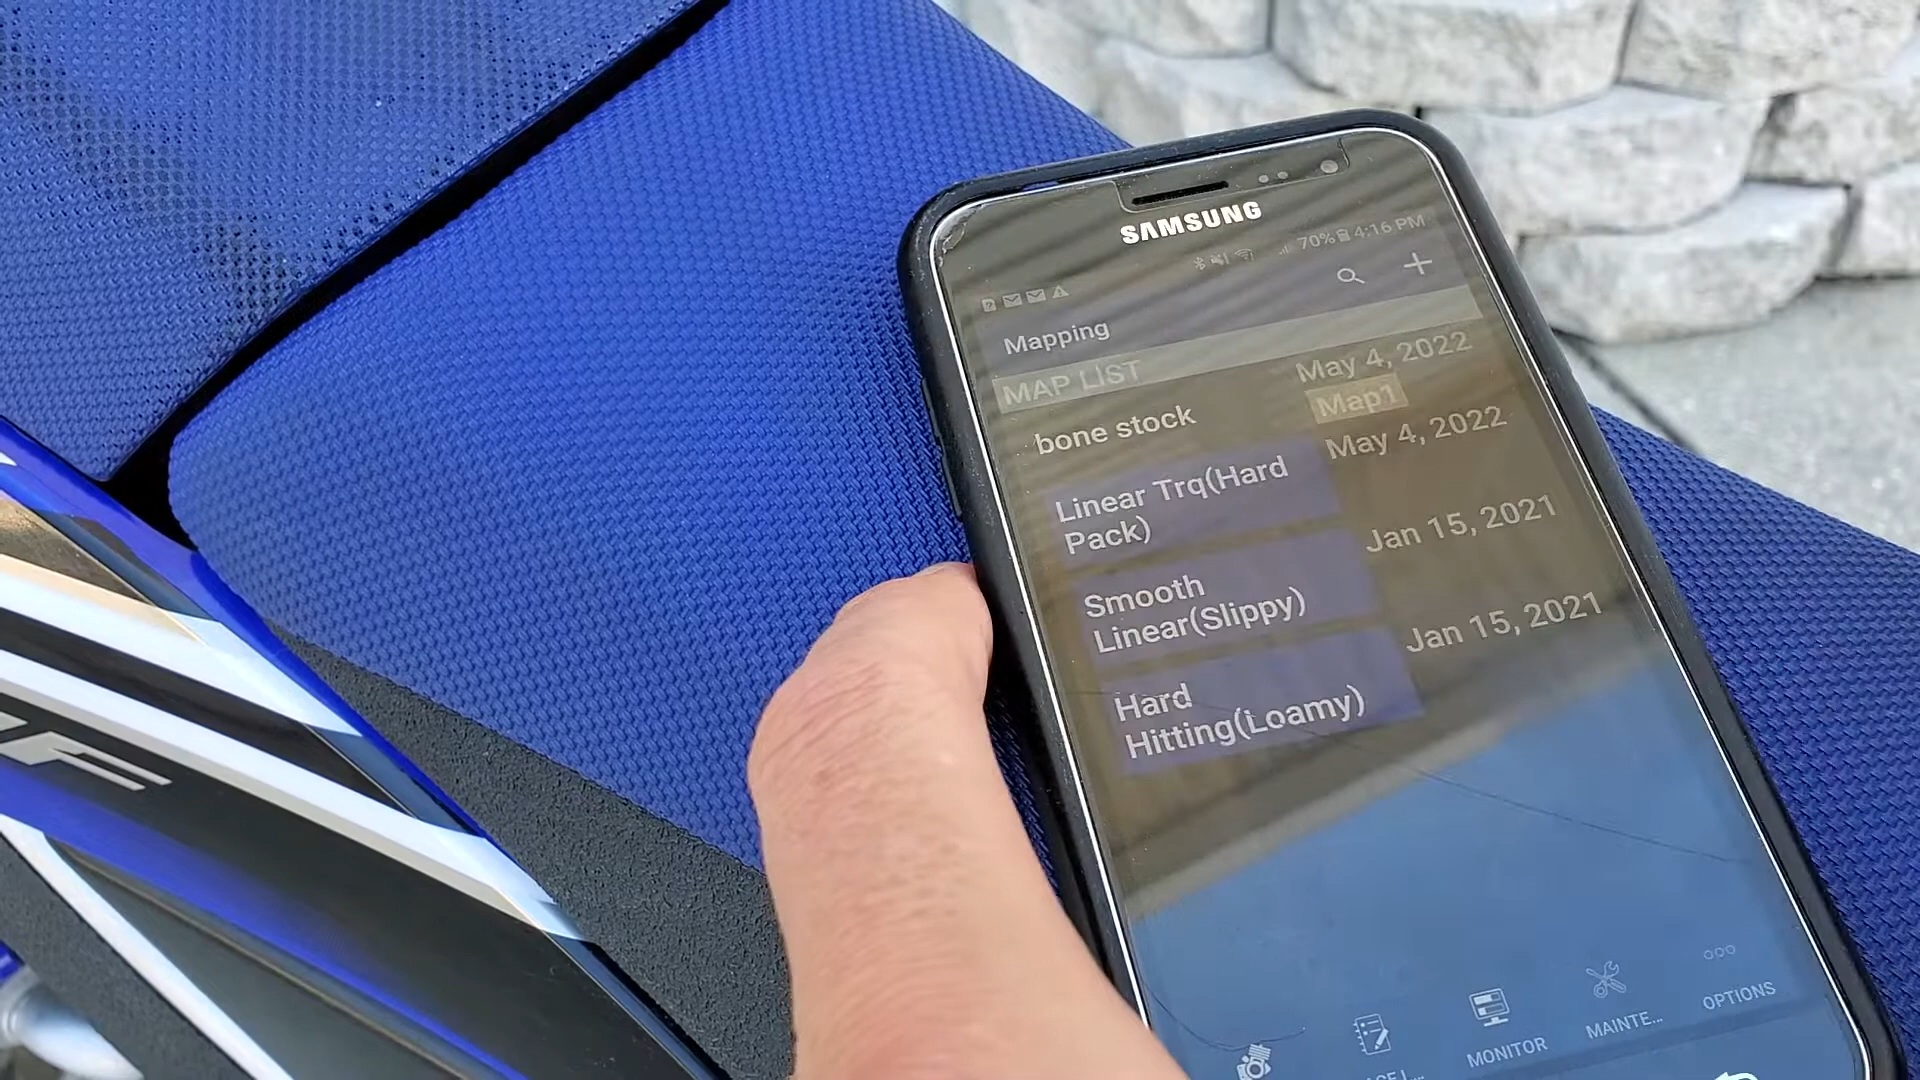 SAMSUNG
70% 4:16 PM
Mapping
MAP LIST
May 4, 2022
bone stock
Map1
May 4, 2022
Linear Trq(Hard
Pack)
Jan 15, 2021
Smooth
Linear(Slippy)
Jan 15, 2021
Hard
Hitting(Loamy)
MONITOR
MAINTE...
OPTIONS
F